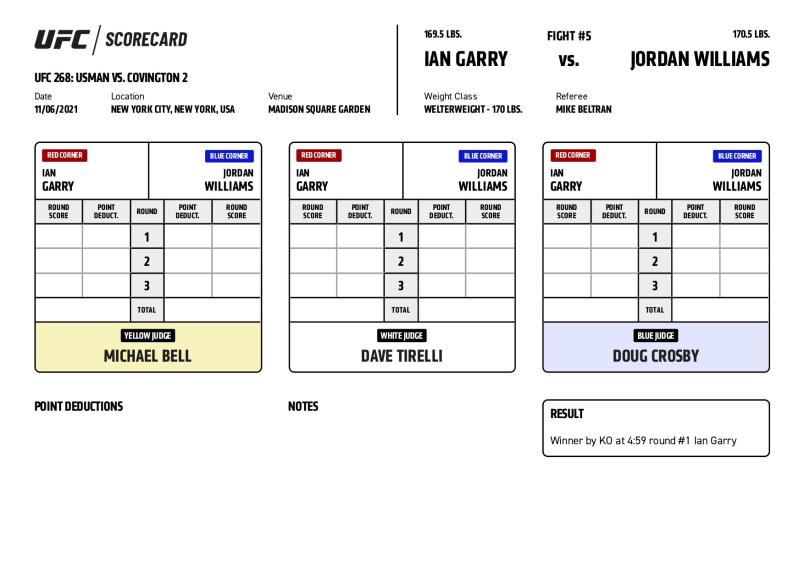 UFC / SCORECARD
UFC 268: USMAN VS. COVINGTON 2
Date Location Venue
11/06/2021 NEW YORK CITY, NEW YORK, USA MADISON SQUARE GARDEN
169.5 LBS. FIGHT #5 170.5 LBS.
IAN GARRY vs. JORDAN WILLIAMS
Weight Class Referee
WELTERWEIGHT - 170 LBS. MIKE BELTRAN
RED CORNER BLUE CORNER
IAN JORDAN
GARRY WILLIAMS
ROUND POINT ROUND POINT ROUND
SCORE DEDUCT. DEDUCT. SCORE
1
2
3
TOTAL
YELLOW JUDGE
MICHAEL BELL
RED CORNER BLUE CORNER
IAN JORDAN
GARRY WILLIAMS
ROUND POINT ROUND POINT ROUND
SCORE DEDUCT. DEDUCT. SCORE
1
2
3
TOTAL
WHITE JUDGE
DAVE TIRELLI
RED CORNER BLUE CORNER
IAN JORDAN
GARRY WILLIAMS
ROUND POINT ROUND POINT ROUND
SCORE DEDUCT. DEDUCT. SCORE
1
2
3
TOTAL
BLUE JUDGE
DOUG CROSBY
POINT DEDUCTIONS
NOTES
RESULT
Winner by KO at 4:59 round #1 Ian Garry